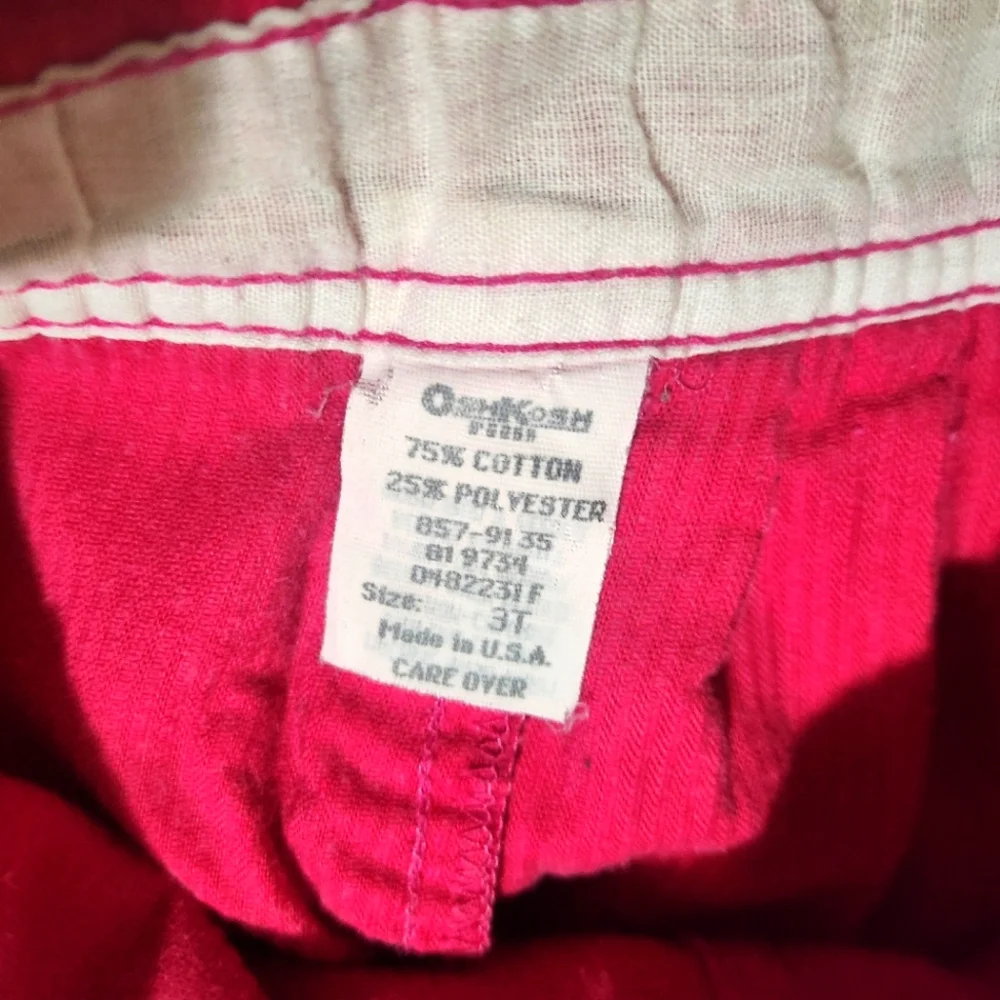 OSHKOSH
75% COTTON
25% POLYESTER
857-9135
819734
0482231F
Size: 3T
Made in U.S.A.
CARE OVER